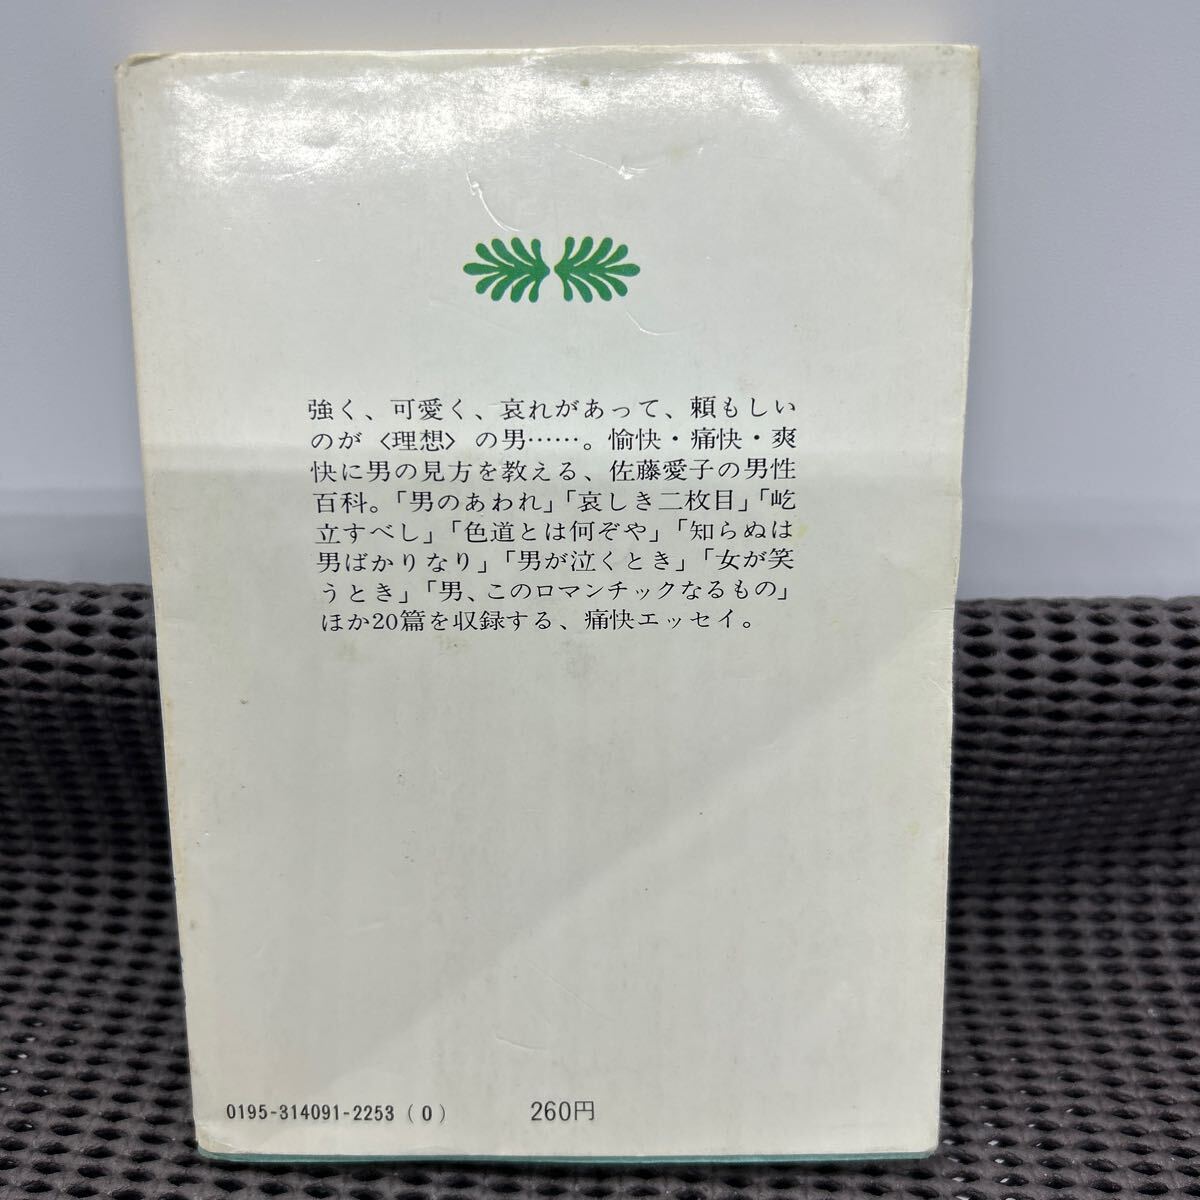 強く、可愛く、哀れがあって、頼もしい
のが〈理想〉の男……。愉快・痛快・爽
快に男の見方を教える、佐藤愛子の男性
百科。「男のあわれ」「哀しき二枚目」「屹
立すべし」「色道とは何ぞや」「知らぬは
男ばかりなり」「男が泣くとき」「女が笑
うとき」「男、このロマンチックなるもの」
ほか20篇を収録する、痛快エッセイ。
0195-314091-2253(0) 260円